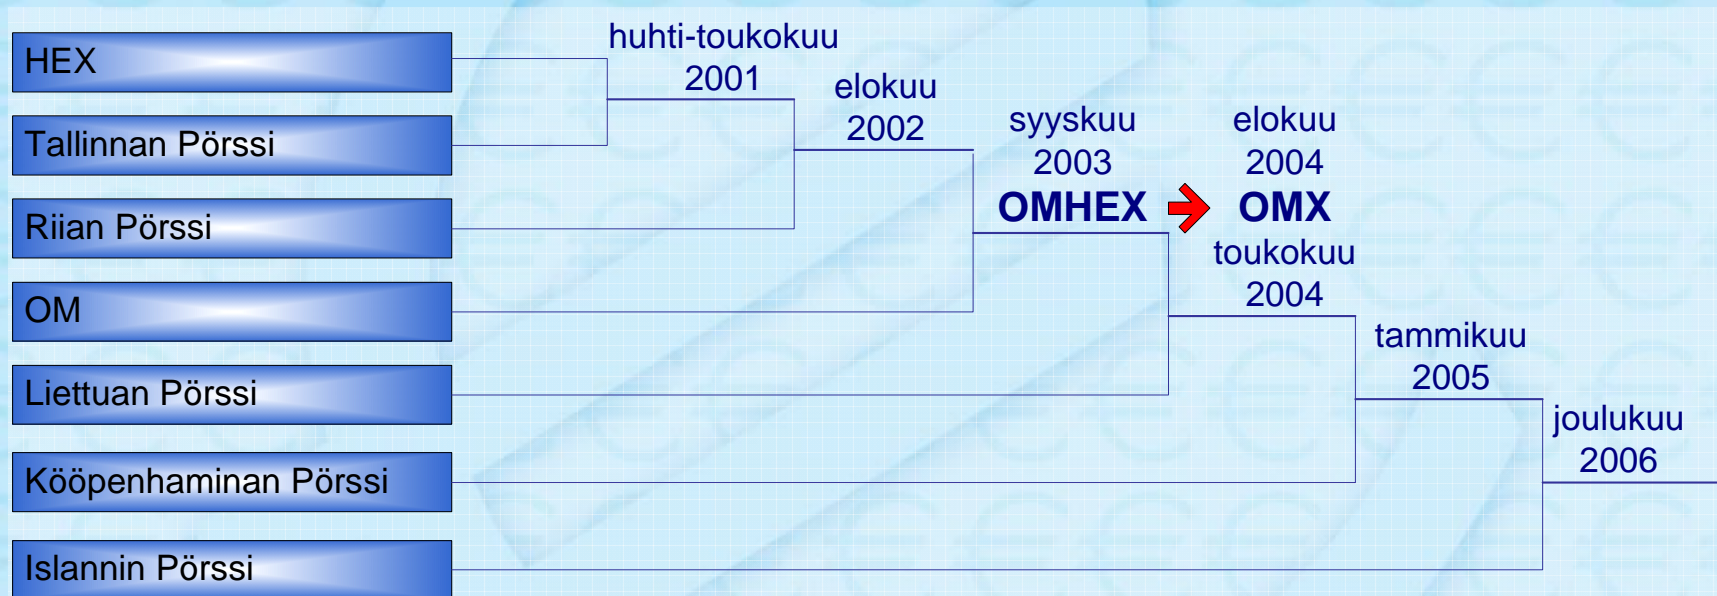 HEX
Tallinnan Pörssi
Riian Pörssi
OM
Liettuan Pörssi
Kööpenhaminan Pörssi
Islannin Pörssi
huhti-toukokuu
2001
elokuu
2002
syyskuu
2003
OMHEX
elokuu
2004
OMX
toukokuu
2004
tammikuu
2005
joulukuu
2006